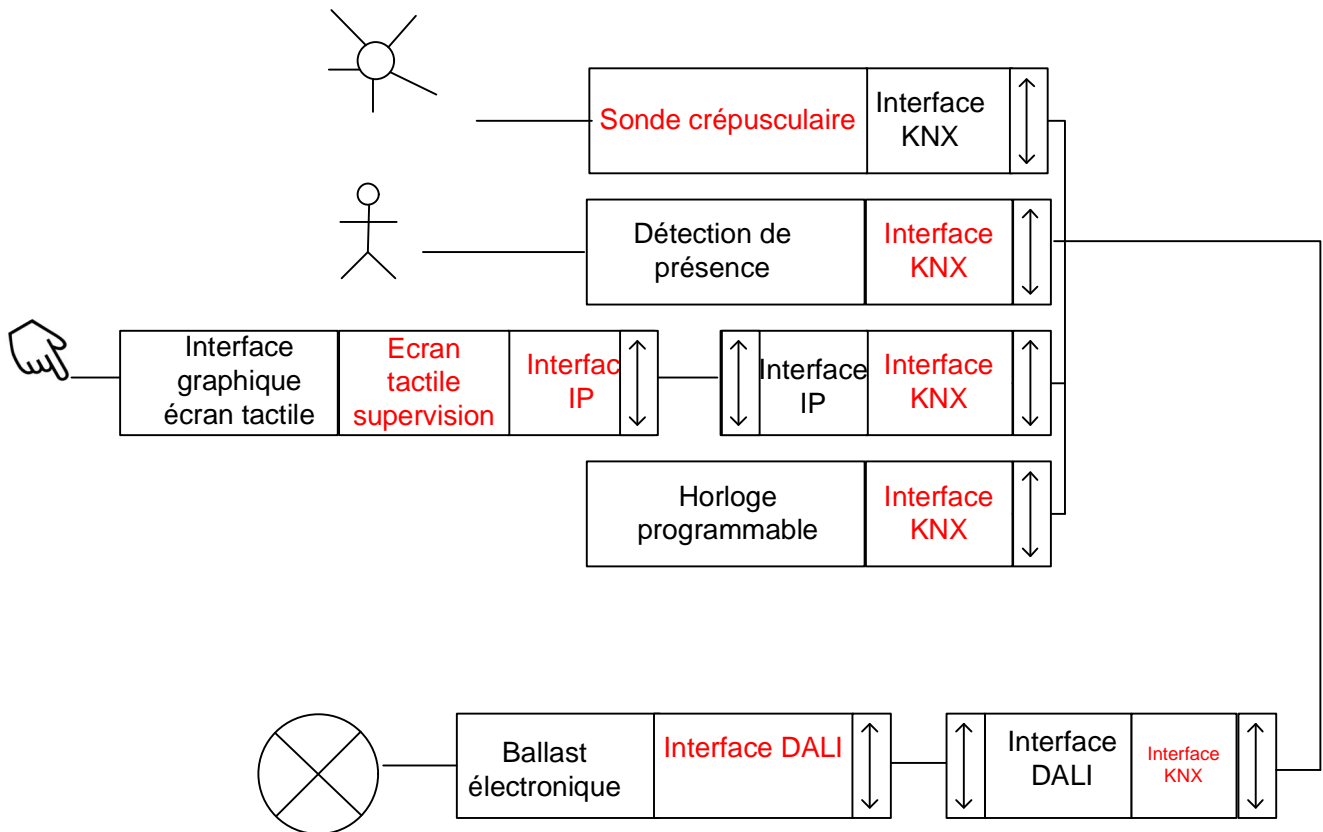 Sonde crépusculaire
Interface
KNX
Détection de
présence
Interface
KNX
Interface
graphique
écran tactile
Ecran
tactile
supervision
Interfac
IP
Interface
IP
Interface
KNX
Horloge
programmable
Interface
KNX
Ballast
électronique
Interface DALI
Interface
DALI
Interface
KNX